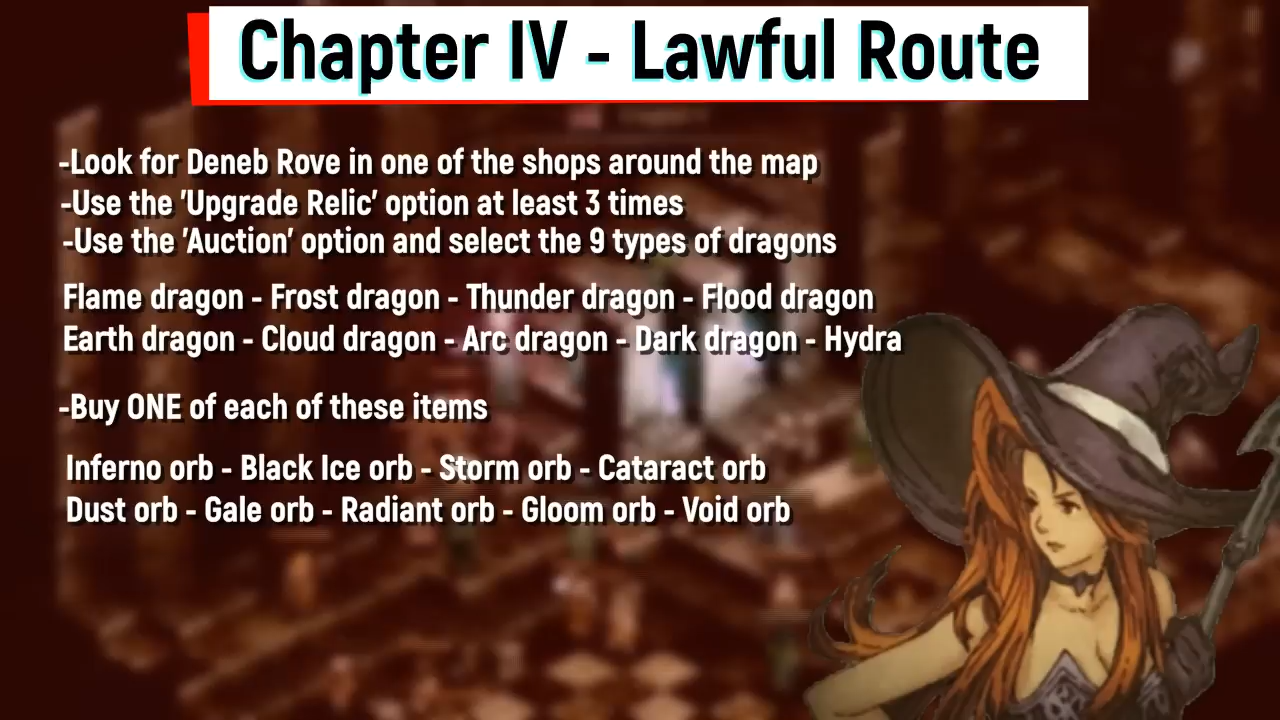 Chapter IV - Lawful Route
-Look for Deneb Rove in one of the shops around the map
-Use the 'Upgrade Relic' option at least 3 times
-Use the 'Auction' option and select the 9 types of dragons
Flame dragon - Frost dragon - Thunder dragon - Flood dragon
Earth dragon - Cloud dragon - Arc dragon - Dark dragon - Hydra
-Buy ONE of each of these items
Inferno orb - Black Ice orb - Storm orb - Cataract orb
Dust orb - Gale orb - Radiant orb - Gloom orb - Void orb